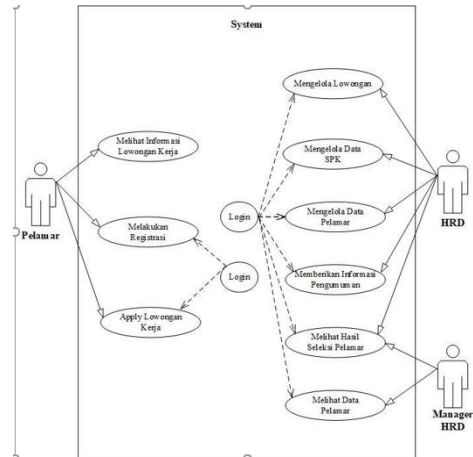 System
Mengelola Lowongan
Melihat Informasi
Lowongan Kerja
Mengelola Data
SPK
Pelamar
HRD
Melakukan
Registrasi
Login
Mengelola Data
Pelamar
Login
Memberikan Informasi
Pengumuman
Apply Lowongan
Kerja
Melihat Hasil
Seleksi Pelamar
Melihat Data
Pelamar
Manager
HRD